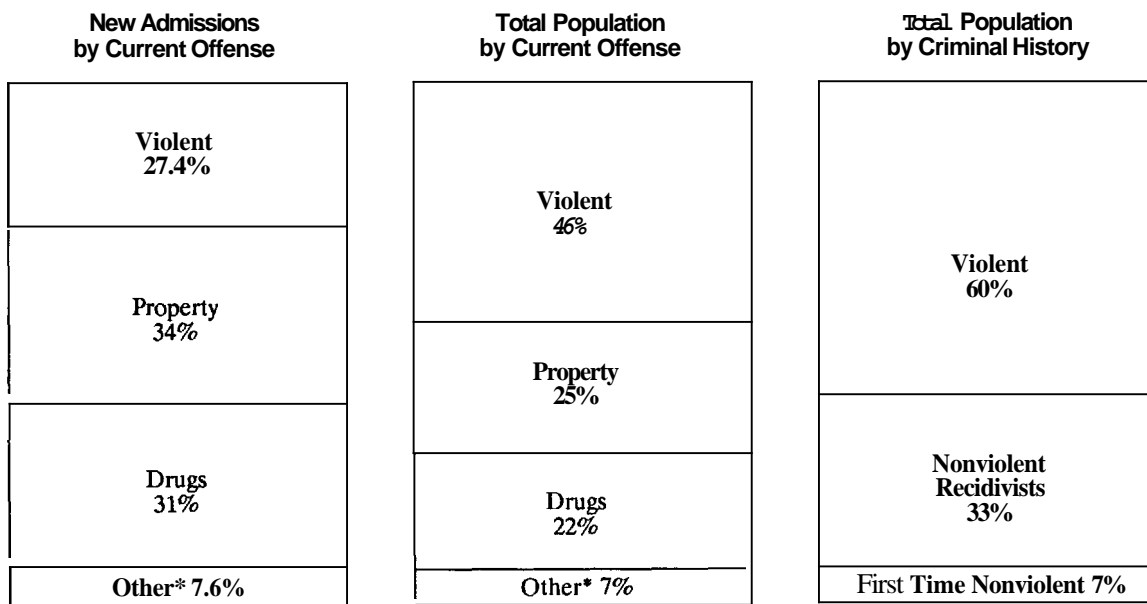 New Admissions
by Current Offense
Violent
27.4%
Property
34%
Drugs
31%
Other* 7.6%
Total Population
by Current Offense
Violent
46%
Property
25%
Drugs
22%
Other* 7%
Total Population
by Criminal History
Violent
60%
Nonviolent
Recidivists
33%
First Time Nonviolent 7%